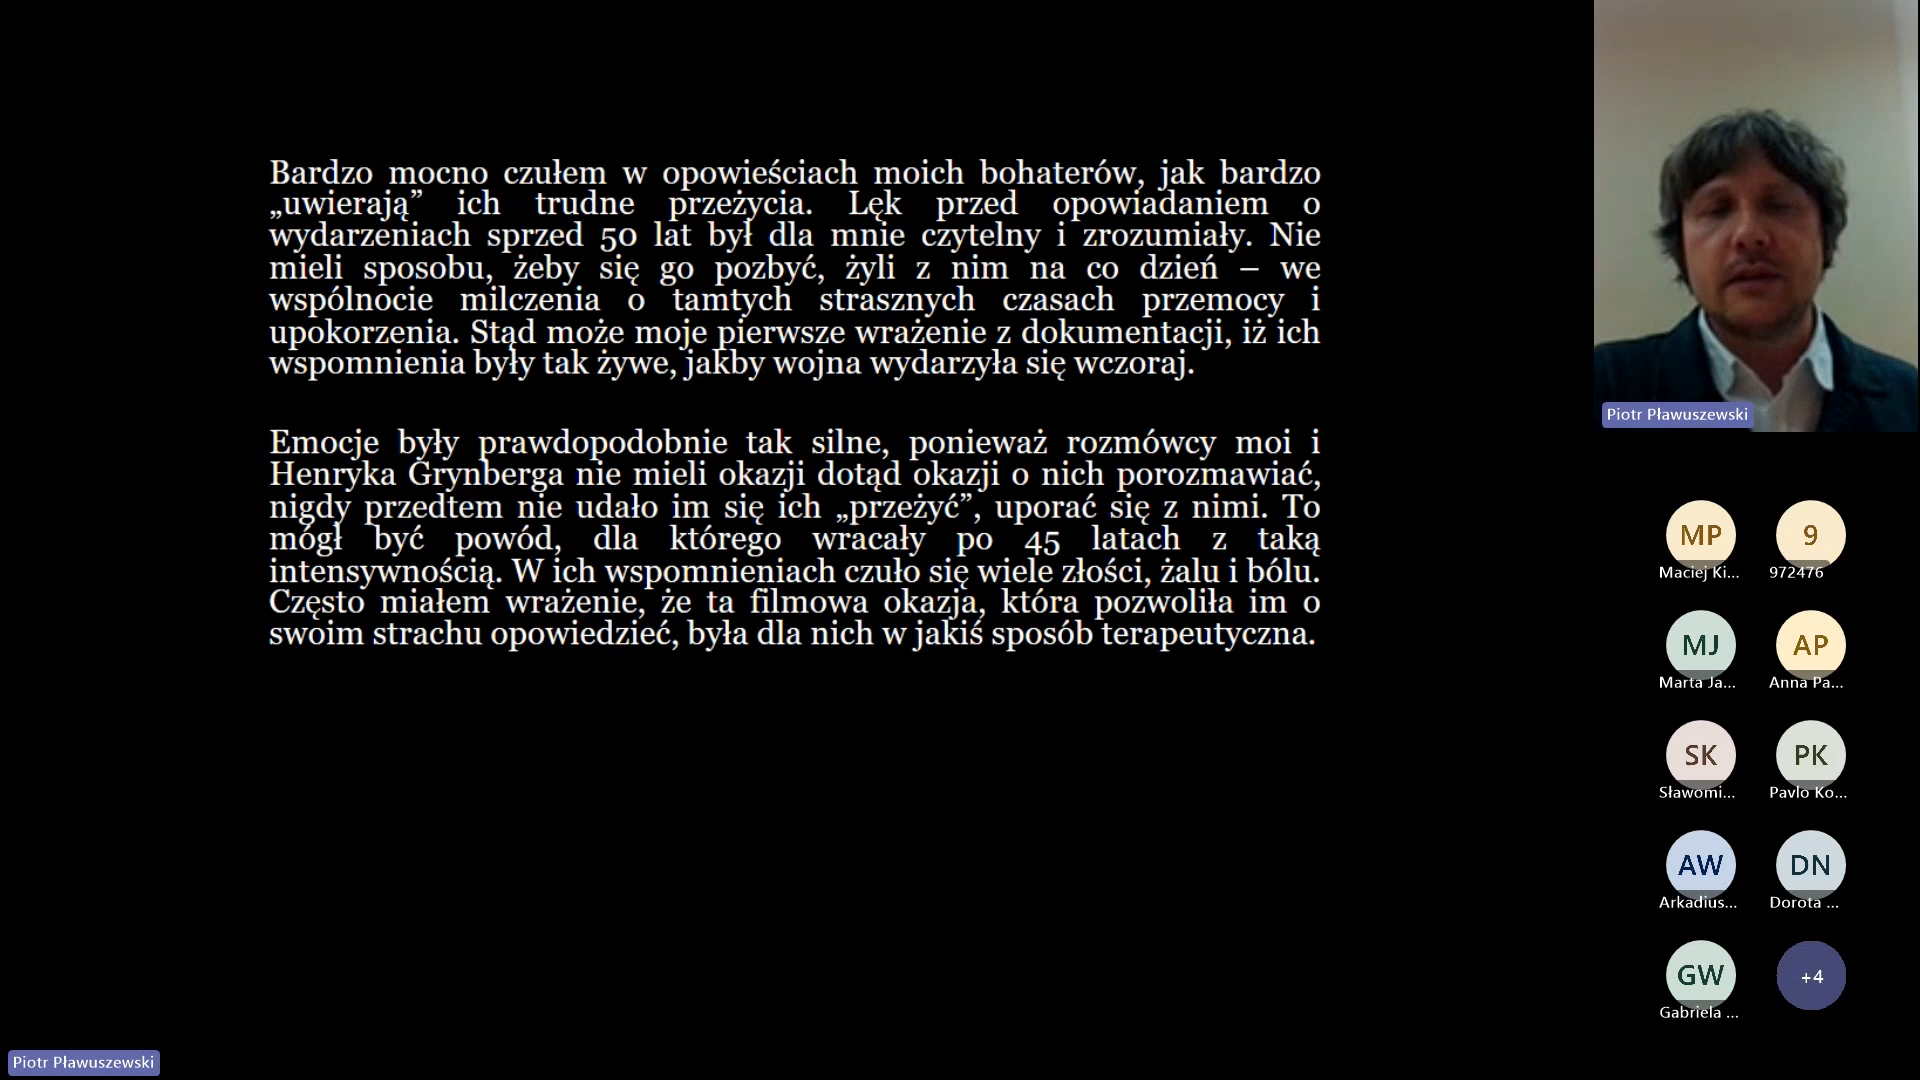 Bardzo mocno czułem w opowieściach moich bohaterów, jak bardzo
„uwierają” ich trudne przeżycia. Lęk przed opowiadaniem o
wydarzeniach sprzed 50 lat był dla mnie czytelny i zrozumiały. Nie
mieli sposobu, żeby się go pozbyć, żyli z nim na co dzień – we
wspólnocie milczenia o tamtych strasznych czasach przemocy i
upokorzenia. Stąd może moje pierwsze wrażenie z dokumentacji, iż ich
wspomnienia były tak żywe, jakby wojna wydarzyła się wczoraj.
Emocje były prawdopodobnie tak silne, ponieważ rozmówcy moi i
Henryka Grynberga nie mieli okazji dotąd okazji o nich porozmawiać,
nigdy przedtem nie udało im się ich „przeżyć”, uporać się z nimi. To
mógł być powód, dla którego wracały po 45 latach z taką
intensywnością. W ich wspomnieniach czuło się wiele złości, żalu i bólu.
Często miałem wrażenie, że ta filmowa okazja, która pozwoliła im o
swoim strachu opowiedzieć, była dla nich w jakiś sposób terapeutyczna.
Piotr Pławuszewski
MP
9
Maciej Ki...
972476
MJ
AP
Marta Ja...
Anna Pa...
SK
PK
Sławomi...
Pavlo Ko...
AW
DN
Arkadius...
Dorota ...
GW
+4
Gabriela ...
Piotr Pławuszewski